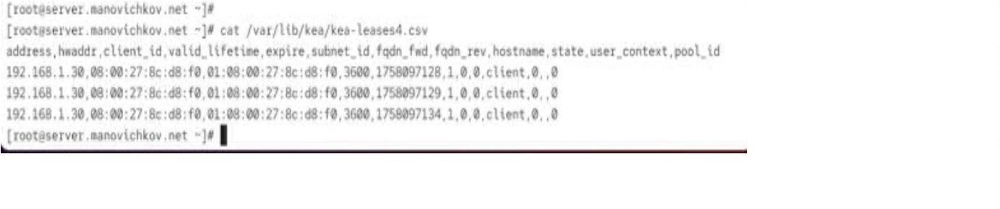 [root@server.manovichkov.net ~]#
[root@server.manovichkov.net ~]# cat /var/lib/kea/kea-leases4.csv
address,hwaddr,client_id,valid_lifetime,expire,subnet_id,fqdn_fwd,fqdn_rev,hostname,state,user_context,pool_id
192.168.1.30,08:00:27:8c:d8:f0,01:08:00:27:8c:d8:f0,3600,1758097128,1,0,0,client,0,,0
192.168.1.30,08:00:27:8c:d8:f0,01:08:00:27:8c:d8:f0,3600,1758097129,1,0,0,client,0,,0
192.168.1.30,08:00:27:8c:d8:f0,01:08:00:27:8c:d8:f0,3600,1758097134,1,0,0,client,0,,0
[root@server.manovichkov.net ~]#